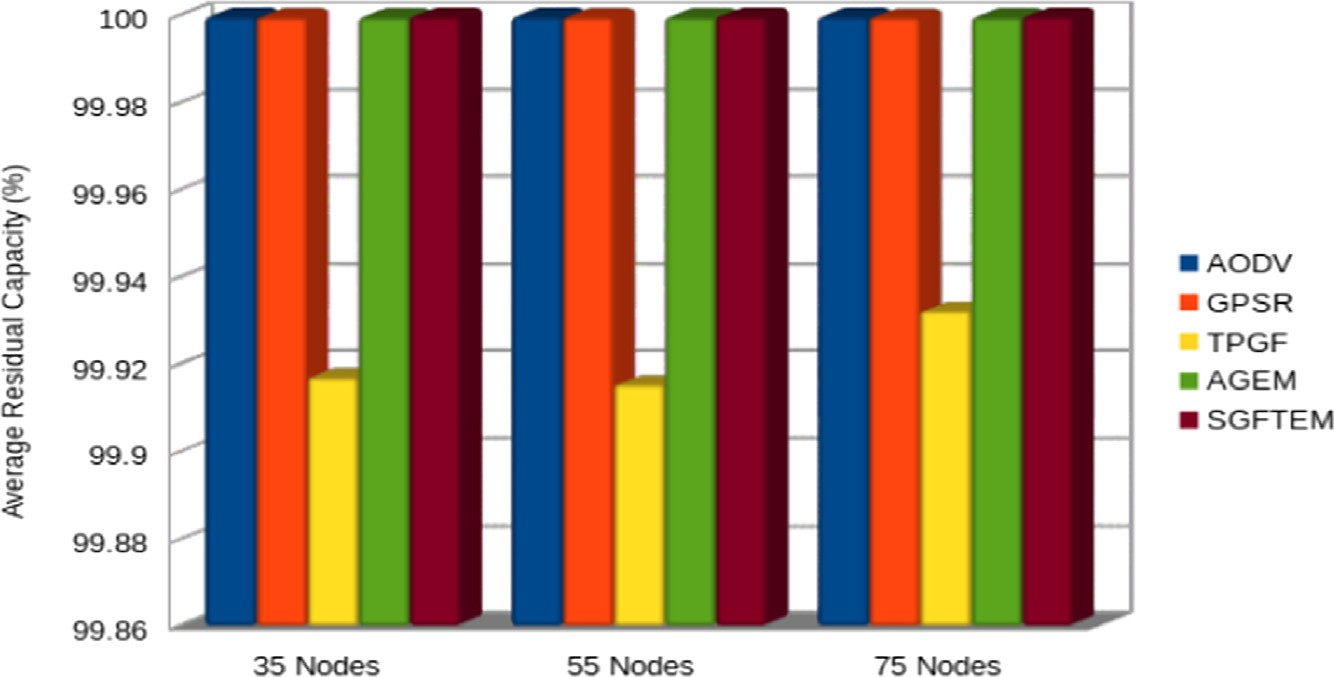 Average Residual Capacity (%)
100
99.98
99.96
99.94
99.92
99.9
99.88
99.86
35 Nodes
55 Nodes
75 Nodes
AODV
GPSR
TPGF
AGEM
SGFTEM